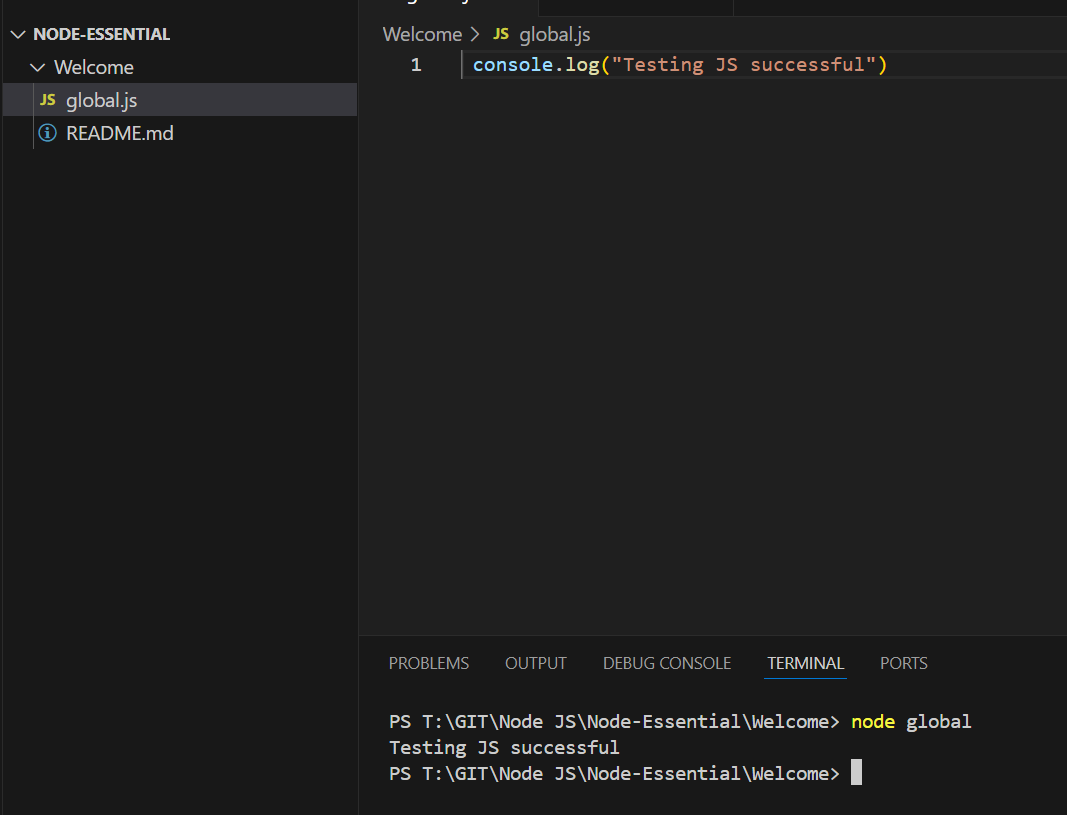 NODE-ESSENTIAL
Welcome
JS global.js
README.md
Welcome > JS global.js
1 console.log("Testing JS successful")
PROBLEMS OUTPUT DEBUG CONSOLE TERMINAL PORTS
PS T:\GIT\Node JS\Node-Essential\Welcome> node global
Testing JS successful
PS T:\GIT\Node JS\Node-Essential\Welcome>